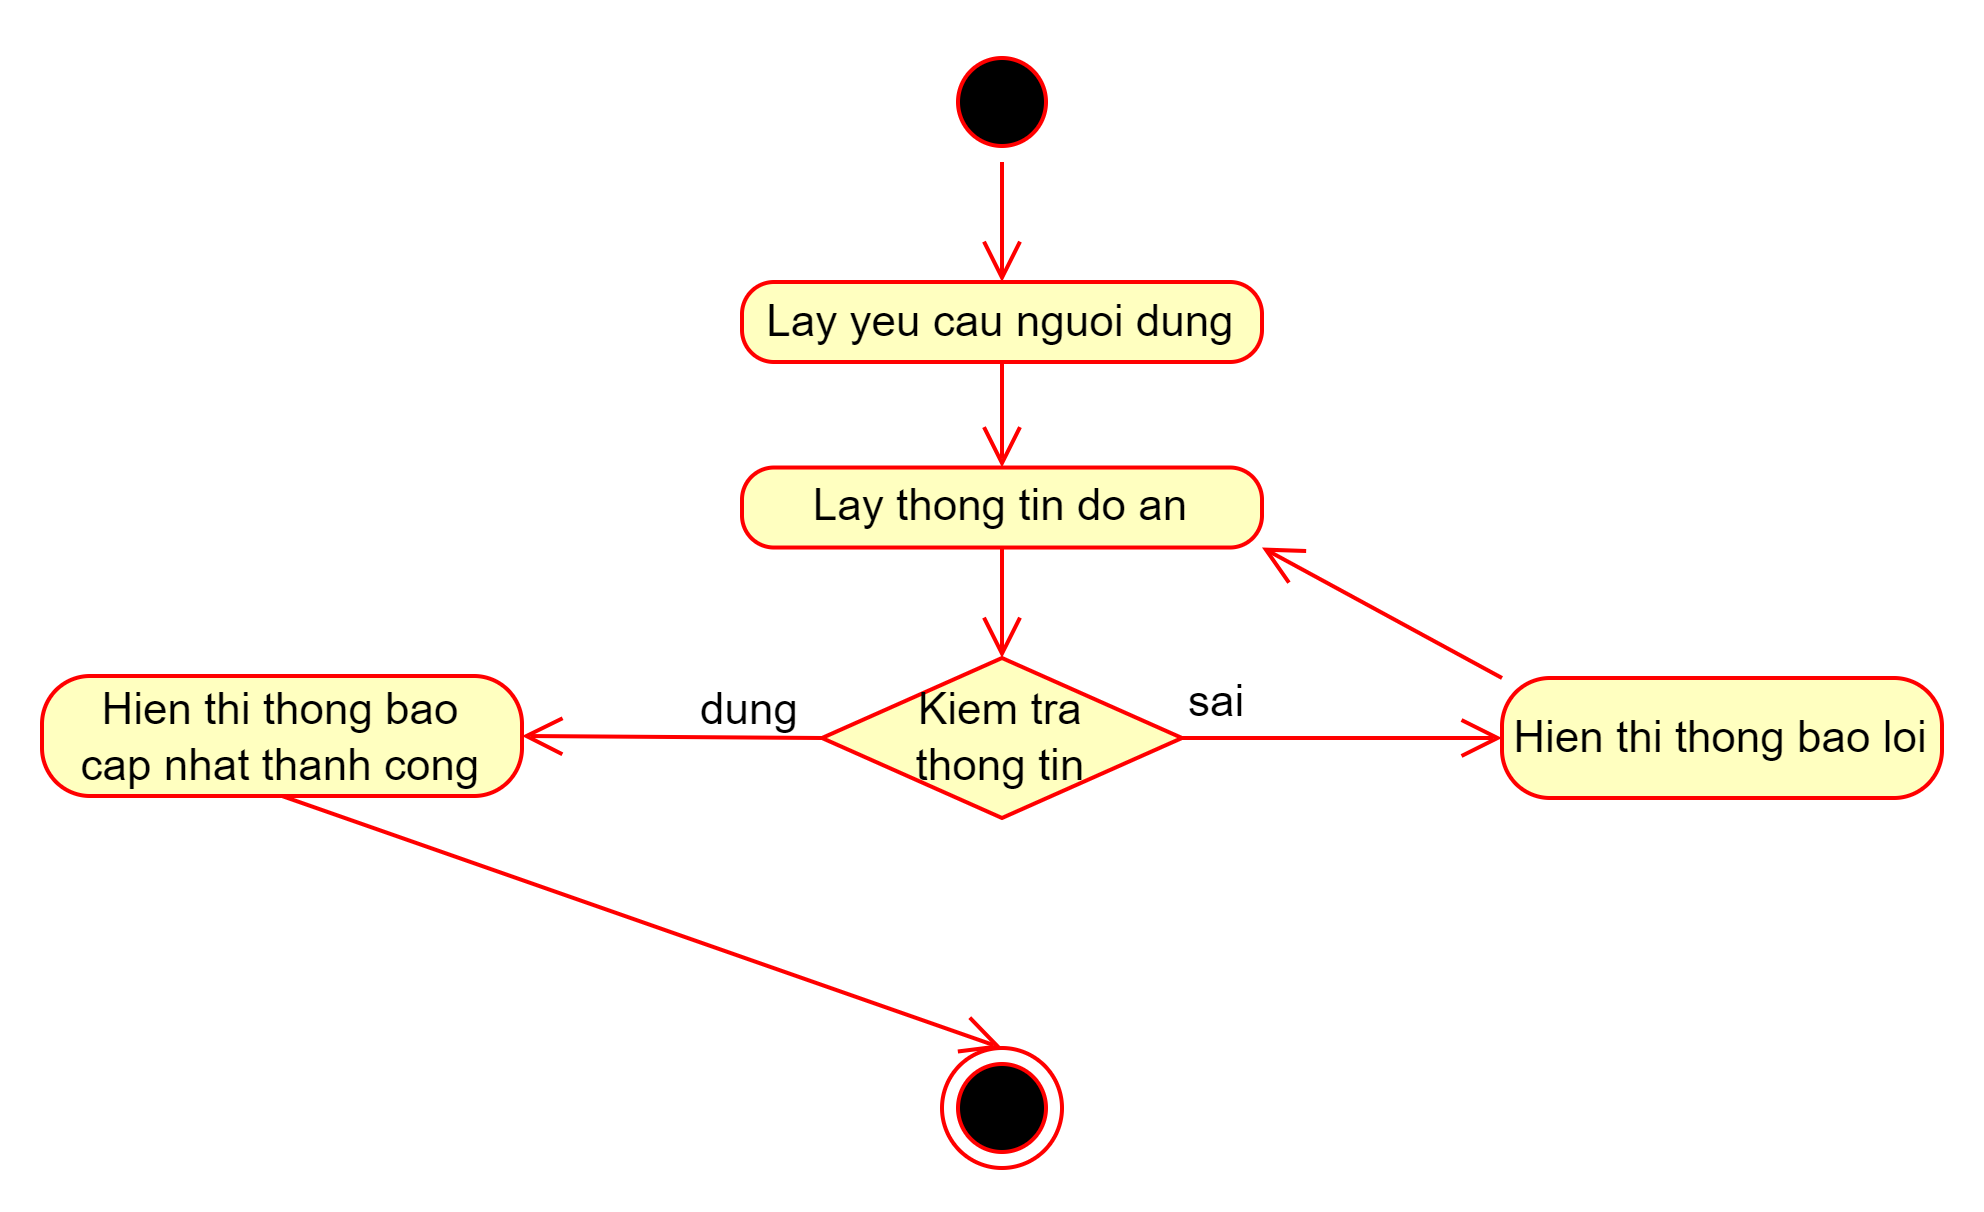 Lay yeu cau nguoi dung
Lay thong tin do an
Hien thi thong bao
cap nhat thanh cong
dung
Kiem tra
thong tin
sai
Hien thi thong bao loi